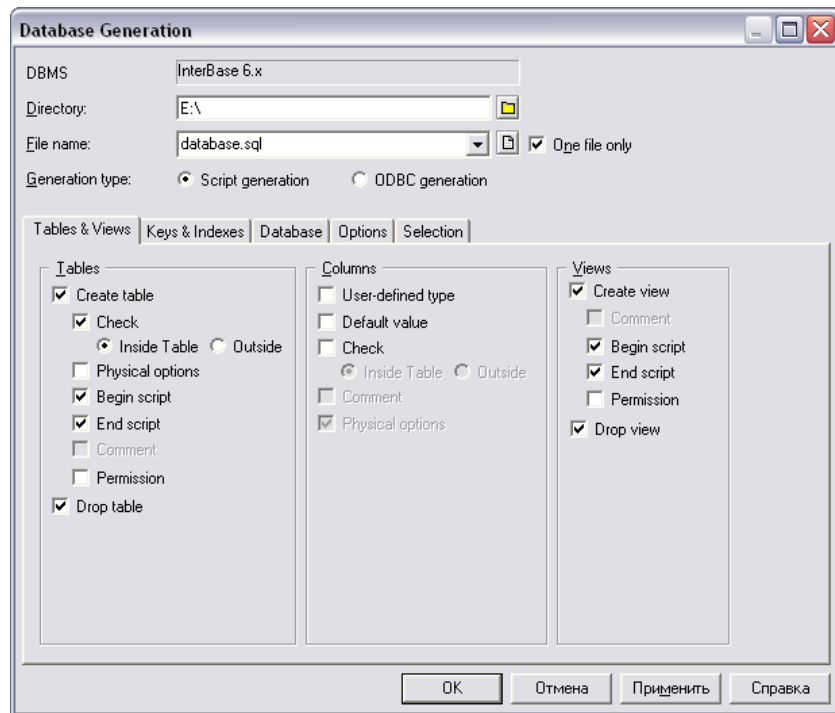 Database Generation
DBMS InterBase 6.x
Directory: E:\
File name: database.sql One file only
Generation type: Script generation ODBC generation
Tables & Views Keys & Indexes Database Options Selection
Tables Columns Views
Create table User-defined type Create view
Check Default value Comment
Inside Table Outside Check Begin script
Physical options Inside Table Outside End script
Begin script Comment Permission
End script Physical options Drop view
Comment
Permission
Drop table
OK Отмена Применить Справка